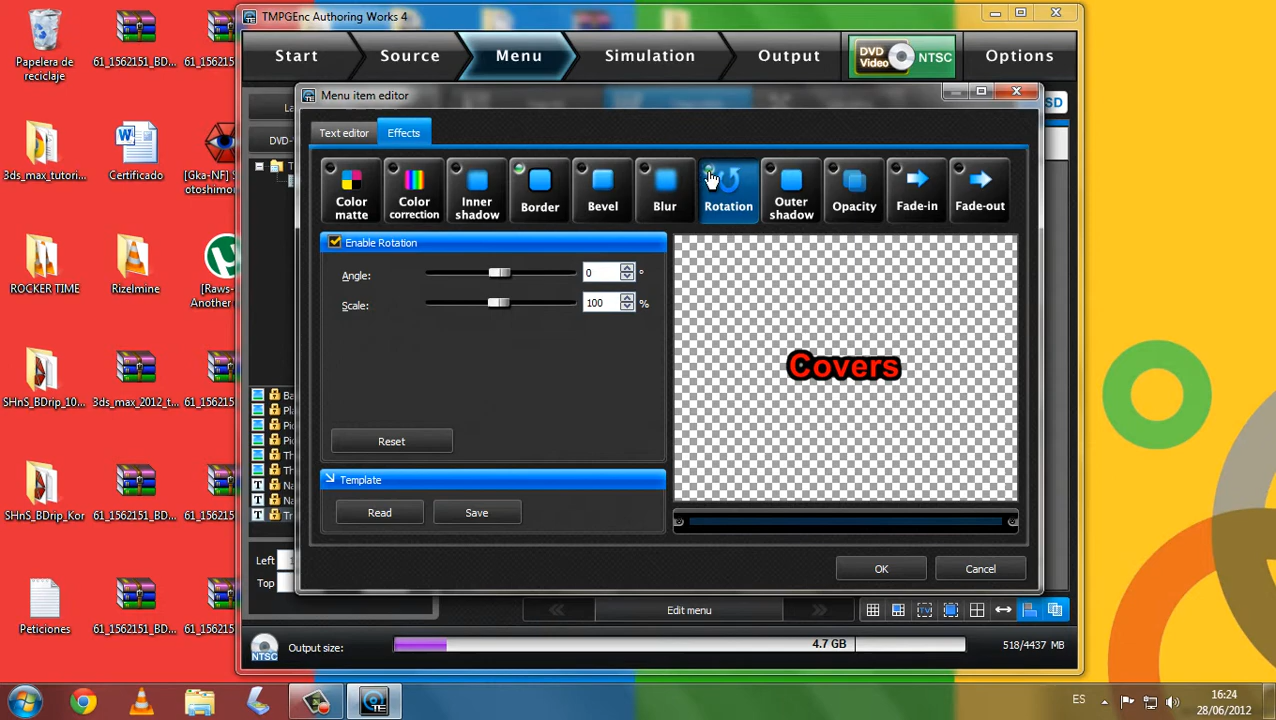 TMPGEnc Authoring Works 4
Start
Source
Menu
Simulation
Output
DVD Video
NTSC
Options
Menu item editor
Text editor
Effects
Color matte
Color correction
Inner shadow
Border
Bevel
Blur
Rotation
Outer shadow
Opacity
Fade-in
Fade-out
Enable Rotation
Angle:
0
°
Scale:
100
%
Covers
Reset
Template
Read
Save
OK
Cancel
Left
Top
Edit menu
NTSC
Output size:
4.7 GB
518/4437 MB
Papelera de reciclaje
61_1562151_BD...
3ds_max_tutori...
Certificado
ROCKER TIME
Rizelmine
SHnS_BDrip_10...
3ds_max_2012_t...
61_1562151...
SHnS_BDrip_Kor
61_1562151_BD...
Peticiones
61_1562151_BD...
ES
16:24
28/06/2012